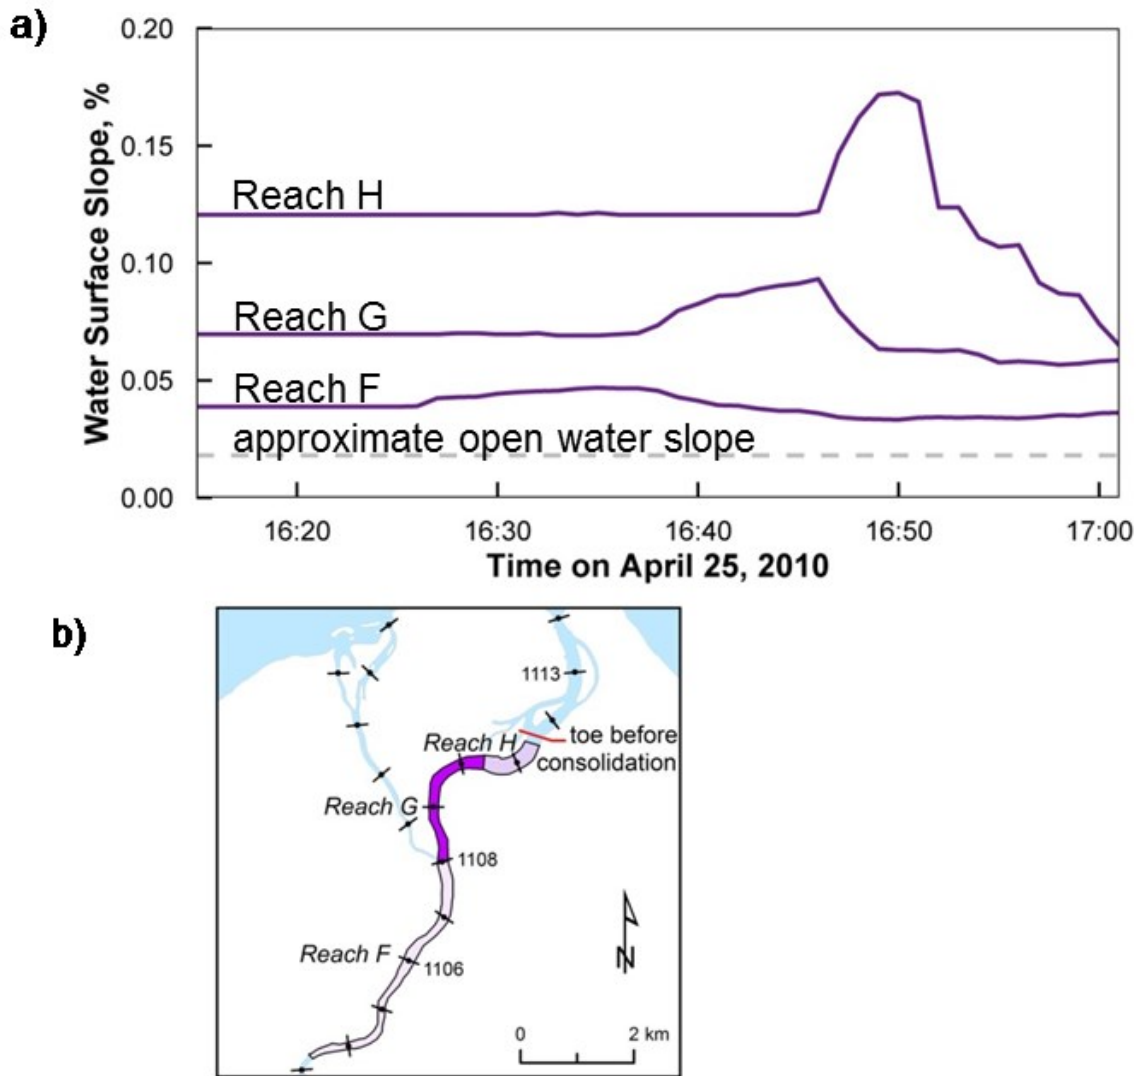 a)
Water Surface Slope, %
0.20
0.15
0.10
0.05
0.00
Reach H
Reach G
Reach F
approximate open water slope
16:20 16:30 16:40 16:50 17:00
Time on April 25, 2010
b)
1113
Reach H
toe before
consolidation
Reach G
1108
Reach F
1106
N
0 2 km